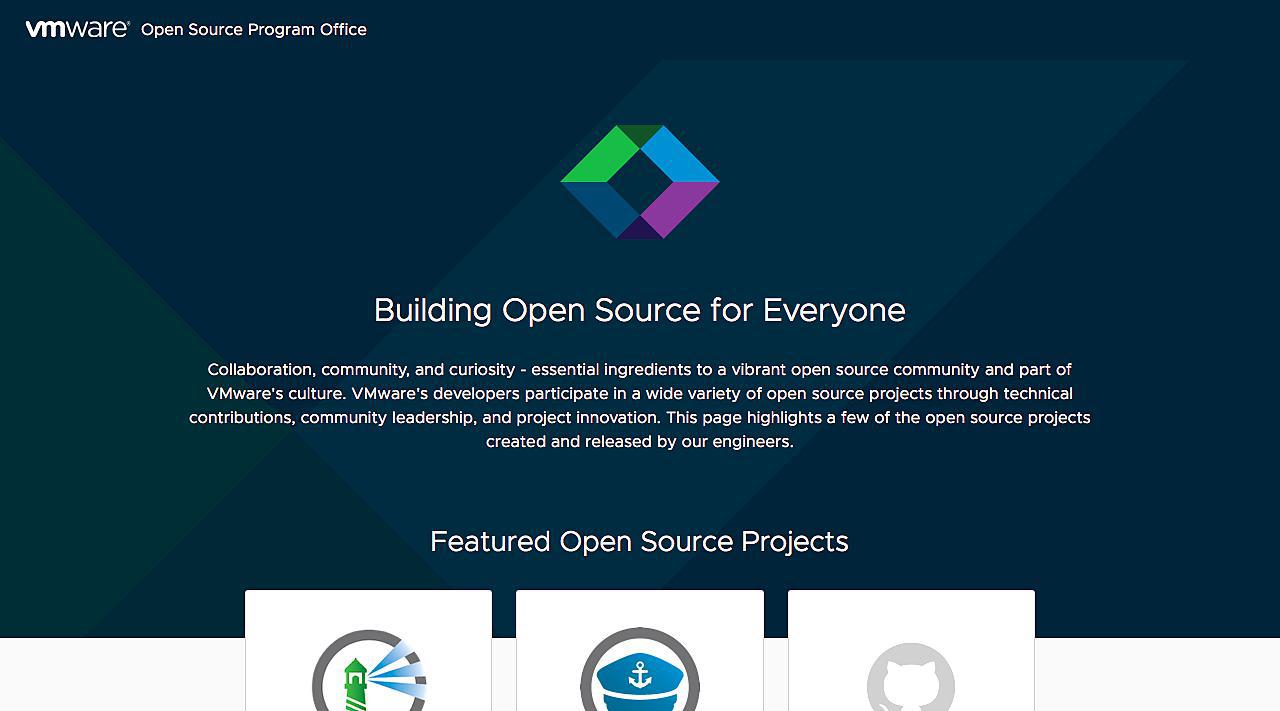 vmware® Open Source Program Office
Building Open Source for Everyone
Collaboration, community, and curiosity - essential ingredients to a vibrant open source community and part of
VMware's culture. VMware's developers participate in a wide variety of open source projects through technical
contributions, community leadership, and project innovation. This page highlights a few of the open source projects
created and released by our engineers.
Featured Open Source Projects